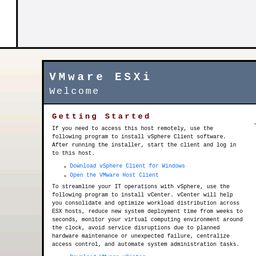 VMware ESXi
Welcome
Getting Started
If you need to access this host remotely, use the
following program to install vSphere Client software.
After running the installer, start the client and log in
to this host.
Download vSphere Client for Windows
Open the VMware Host Client
To streamline your IT operations with vSphere, use the
following program to install vCenter. vCenter will help
you consolidate and optimize workload distribution across
ESX hosts, reduce new system deployment time from weeks to
seconds, monitor your virtual computing environment around
the clock, avoid service disruptions due to planned
hardware maintenance or unexpected failure, centralize
access control, and automate system administration tasks.